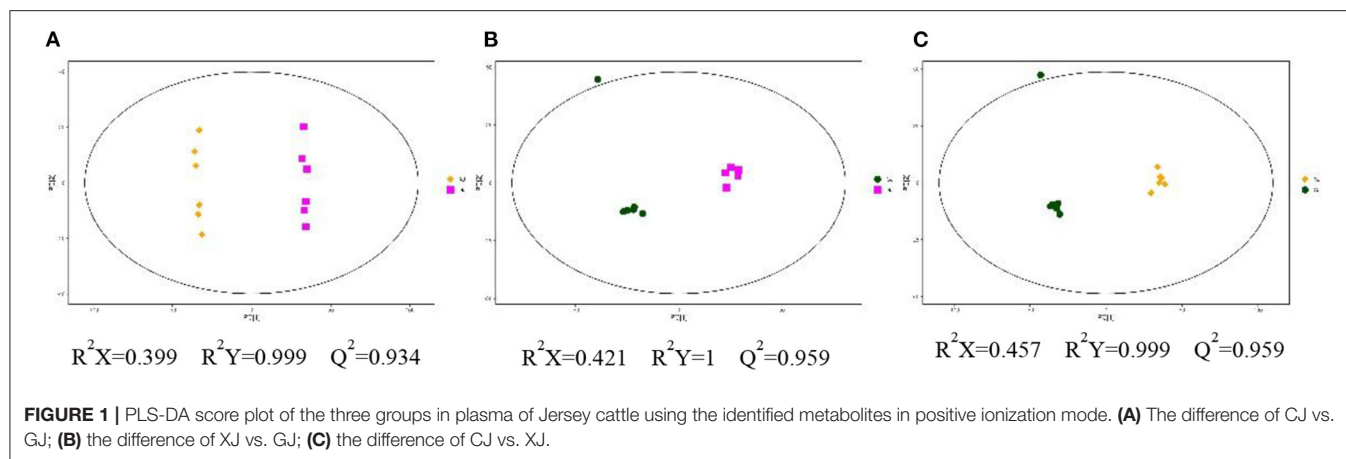 A
B
C
R²X=0.399 R²Y=0.999 Q²=0.934
R²X=0.421 R²Y=1 Q²=0.959
R²X=0.457 R²Y=0.999 Q²=0.959
FIGURE 1 | PLS-DA score plot of the three groups in plasma of Jersey cattle using the identified metabolites in positive ionization mode. (A) The difference of CJ vs.
GJ; (B) the difference of XJ vs. GJ; (C) the difference of CJ vs. XJ.